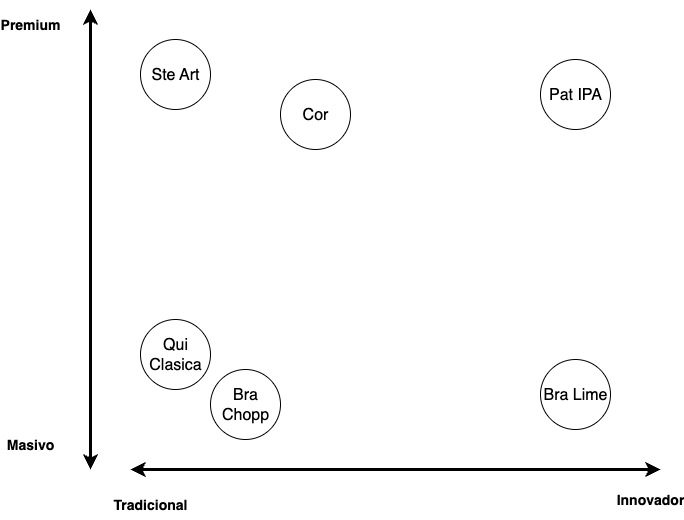 Premium
Ste Art
Pat IPA
Cor
Qui
Clasica
Bra
Chopp
Bra Lime
Masivo
Tradicional
Innovador